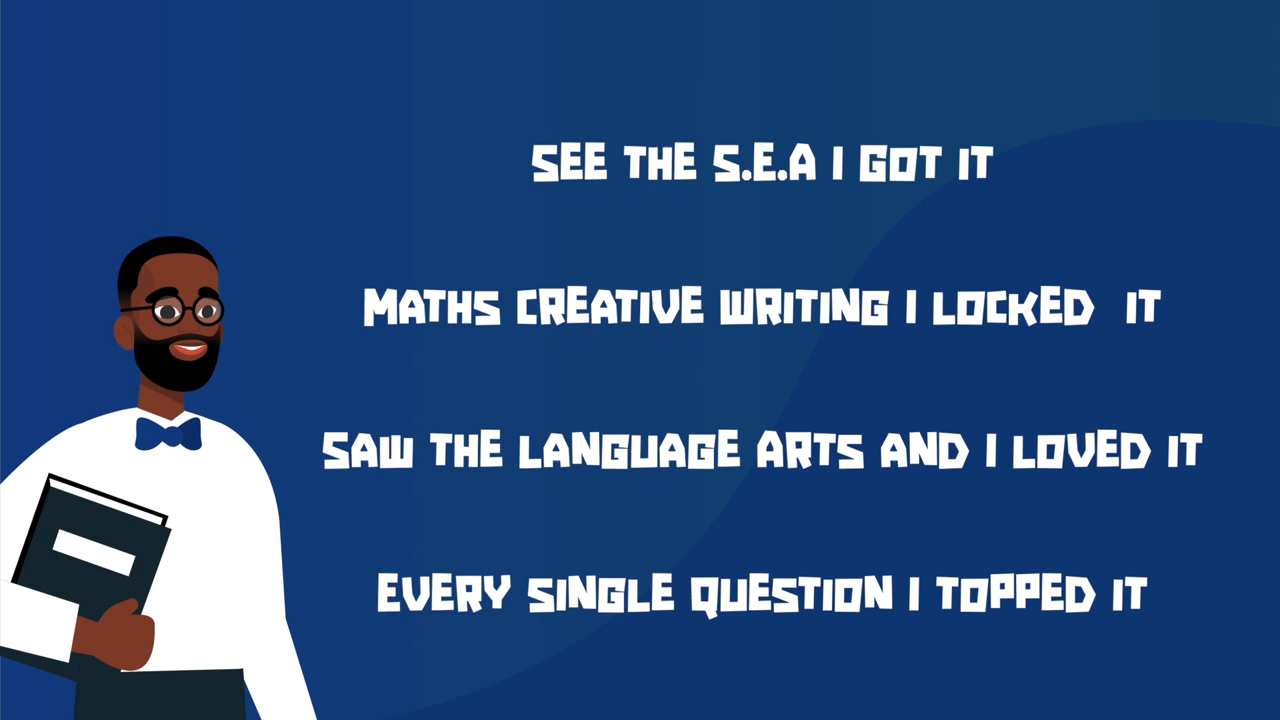 SEE THE S.E.A I GOT IT
MATHS CREATIVE WRITING I LOCKED IT
SAW THE LANGUAGE ARTS AND I LOVED IT
EVERY SINGLE QUESTION I TOPPED IT